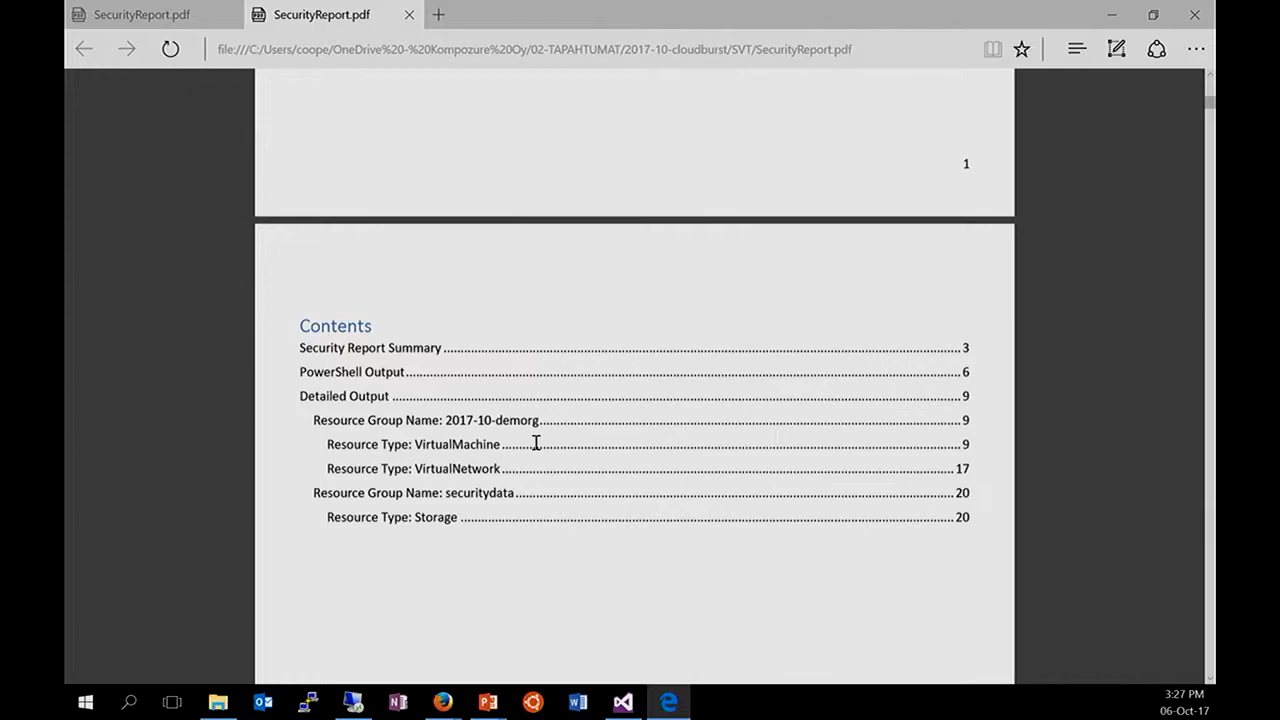 SecurityReport.pdf
SecurityReport.pdf
file:///C:/Users/coope/OneDrive%20-%20Kompozure%20Oy/02-TAPAHTUMAT/2017-10-cloudburst/SVT/SecurityReport.pdf
1
Contents
Security Report Summary 3
PowerShell Output 6
Detailed Output 9
Resource Group Name: 2017-10-demorg 9
Resource Type: VirtualMachine 9
Resource Type: VirtualNetwork 17
Resource Group Name: securitydata 20
Resource Type: Storage 20
3:27 PM
06-Oct-17